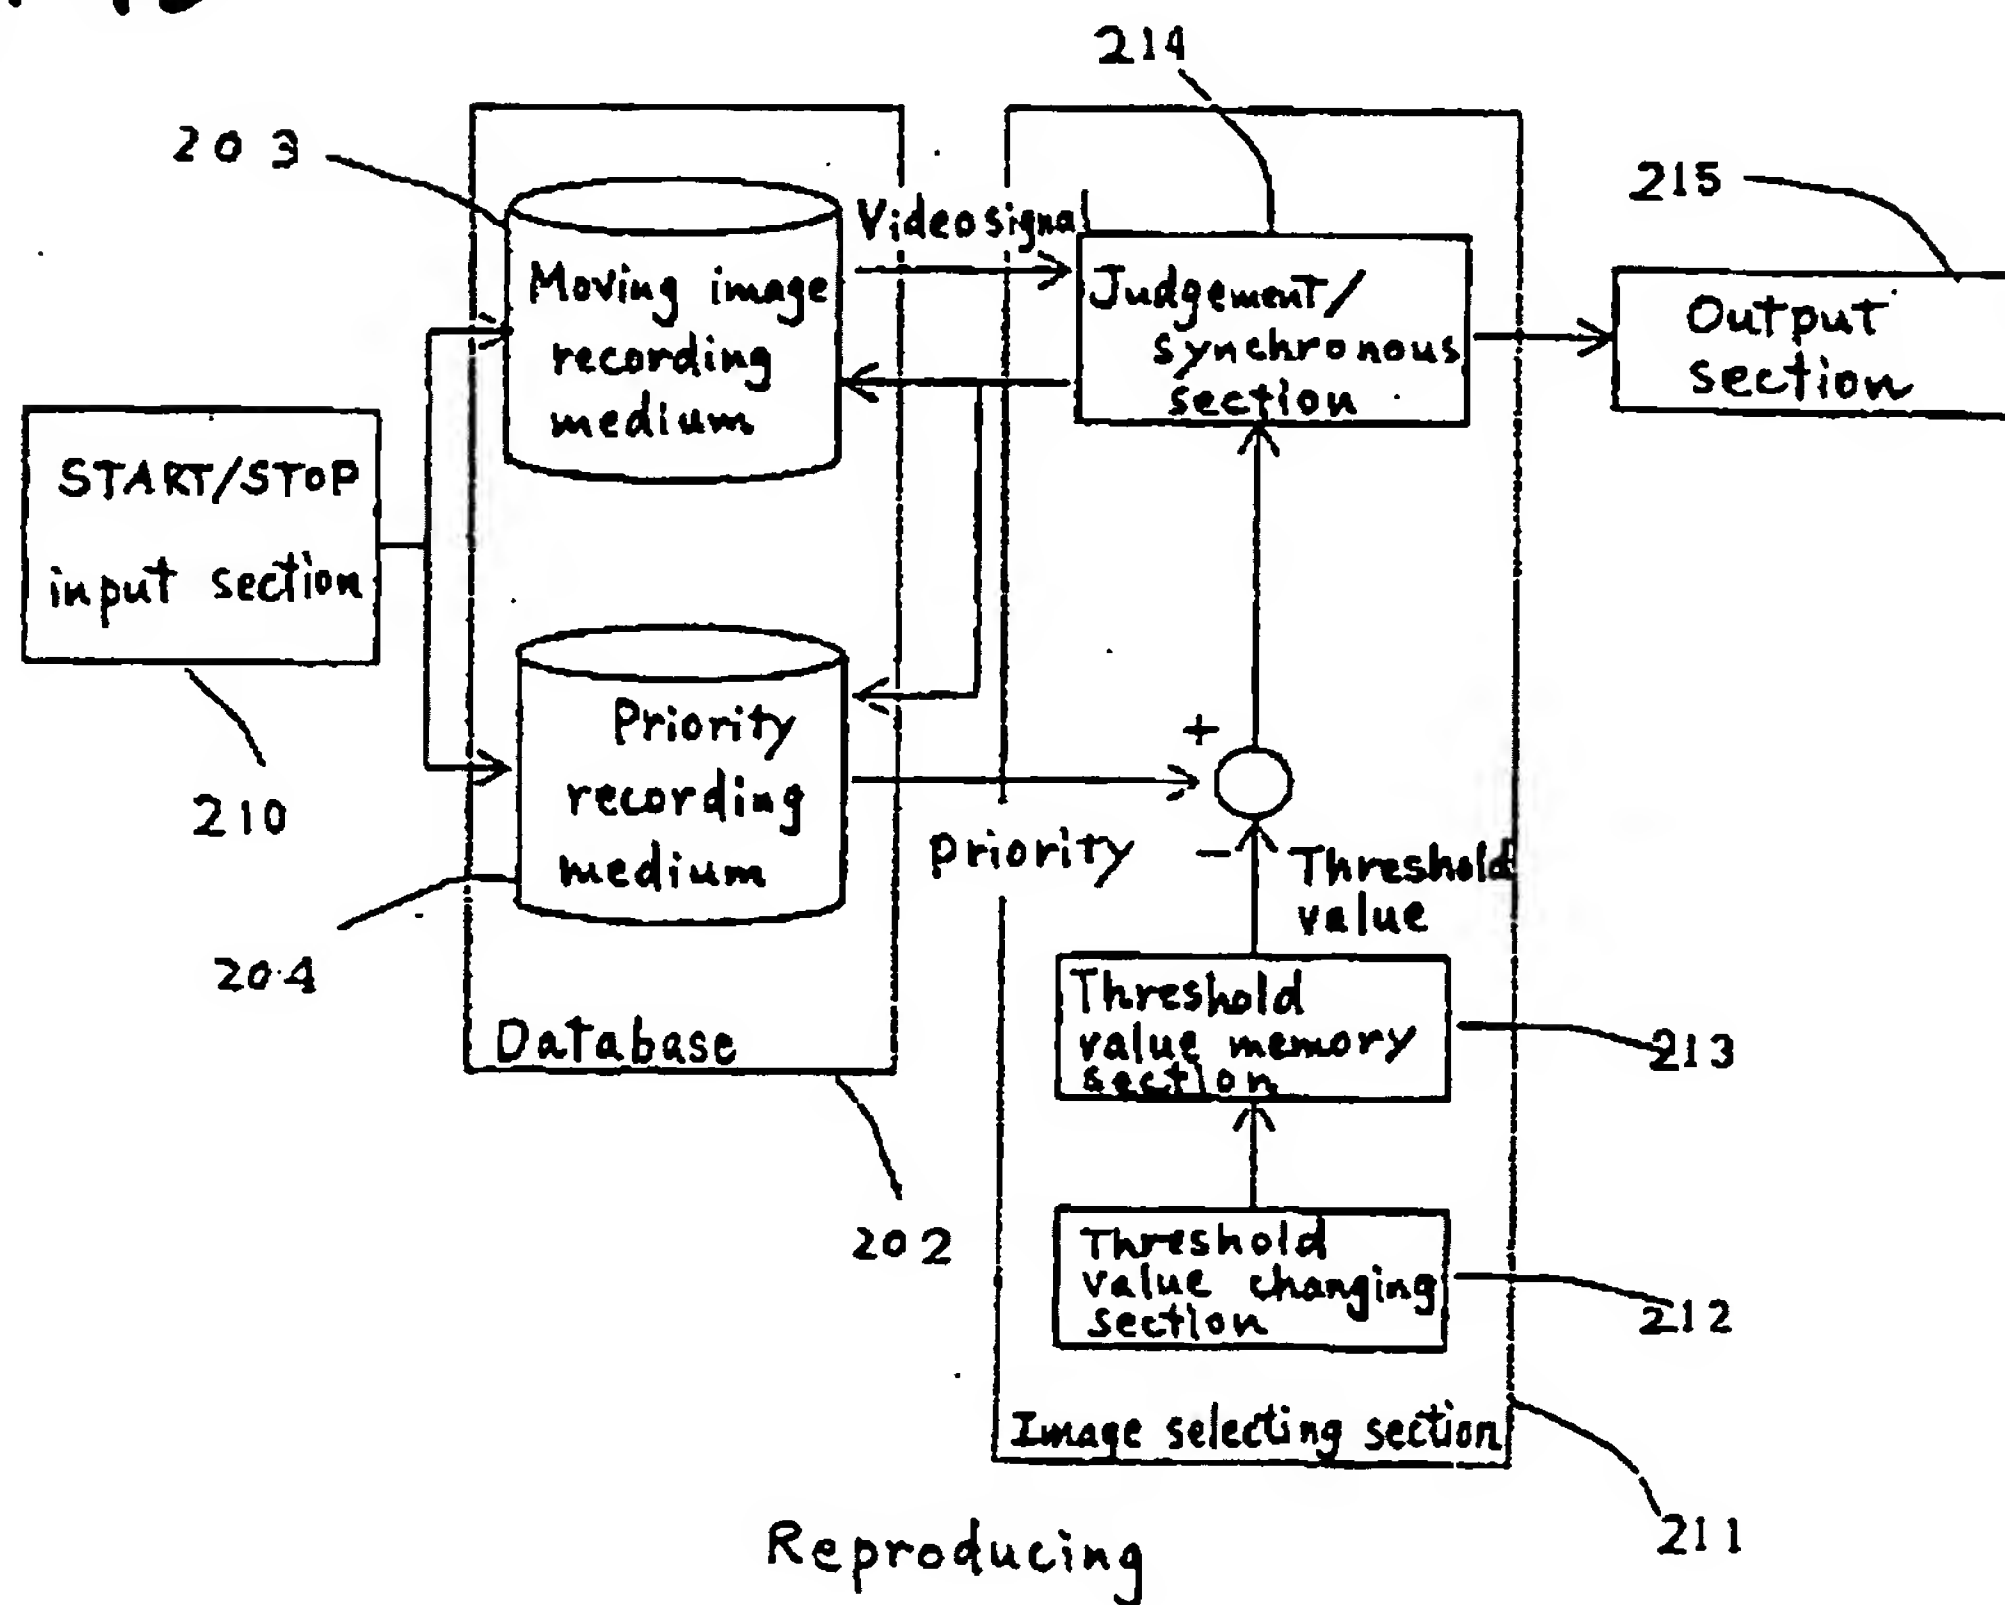 214
203
215
Video signal
Moving image
recording
medium
Judgement/
synchronous
section
Output
section
START/STOP
input section
210
Priority
recording
medium
+
-
priority
Threshold
value
204
Threshold
value memory
section
213
Database
202
Threshold
value changing
section
212
Image selecting section
211
Reproducing